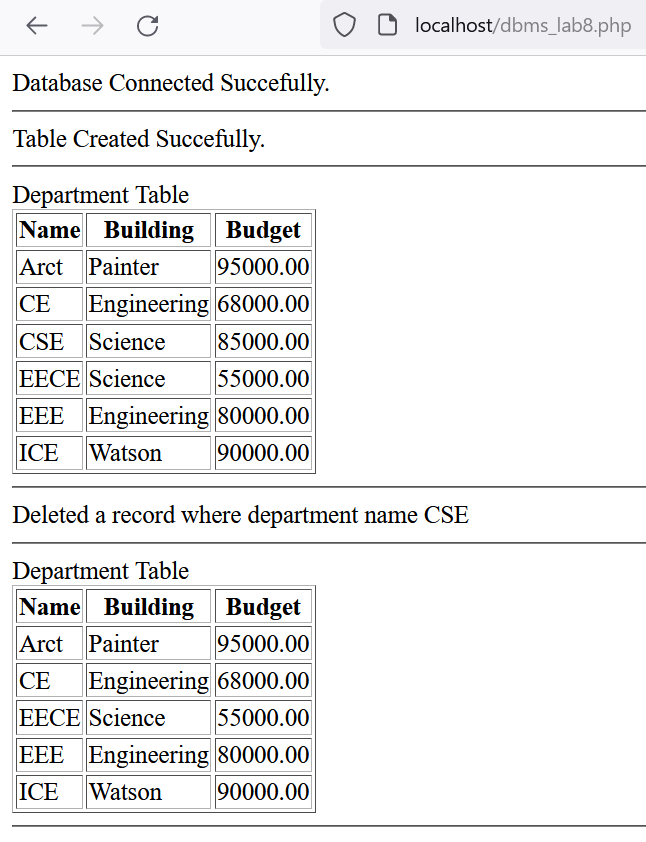 localhost/dbms_lab8.php
Database Connected Succefully.
Table Created Succefully.
Department Table
Name Building Budget
Arct Painter 95000.00
CE Engineering 68000.00
CSE Science 85000.00
EECE Science 55000.00
EEE Engineering 80000.00
ICE Watson 90000.00
Deleted a record where department name CSE
Department Table
Name Building Budget
Arct Painter 95000.00
CE Engineering 68000.00
EECE Science 55000.00
EEE Engineering 80000.00
ICE Watson 90000.00